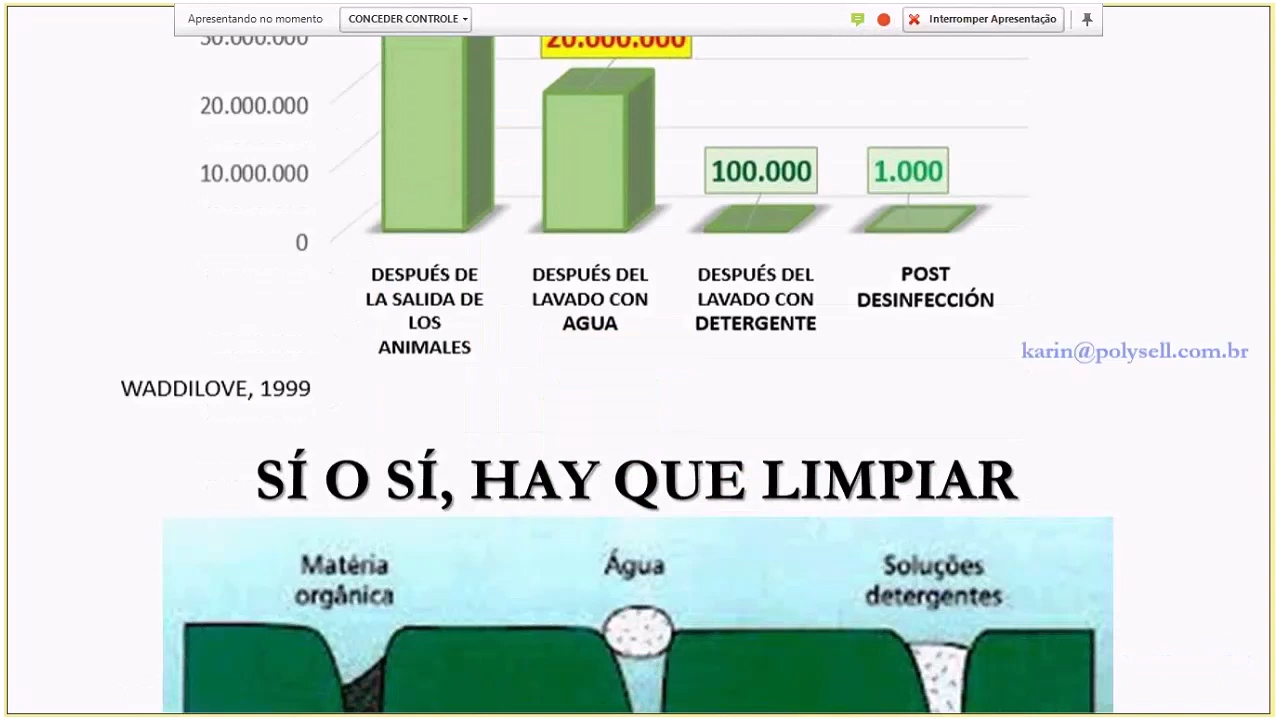 Apresentando no momento
CONCEDER CONTROLE
Interromper Apresentação
30.000.000
20.000.000
20.000.000
10.000.000
100.000
1.000
0
DESPUÉS DE
LA SALIDA DE
LOS
ANIMALES
DESPUÉS DEL
LAVADO CON
AGUA
DESPUÉS DEL
LAVADO CON
DETERGENTE
POST
DESINFECCIÓN
karin@polysell.com.br
WADDILOVE, 1999
SÍ O SÍ, HAY QUE LIMPIAR
Matéria
orgânica
Água
Soluções
detergentes